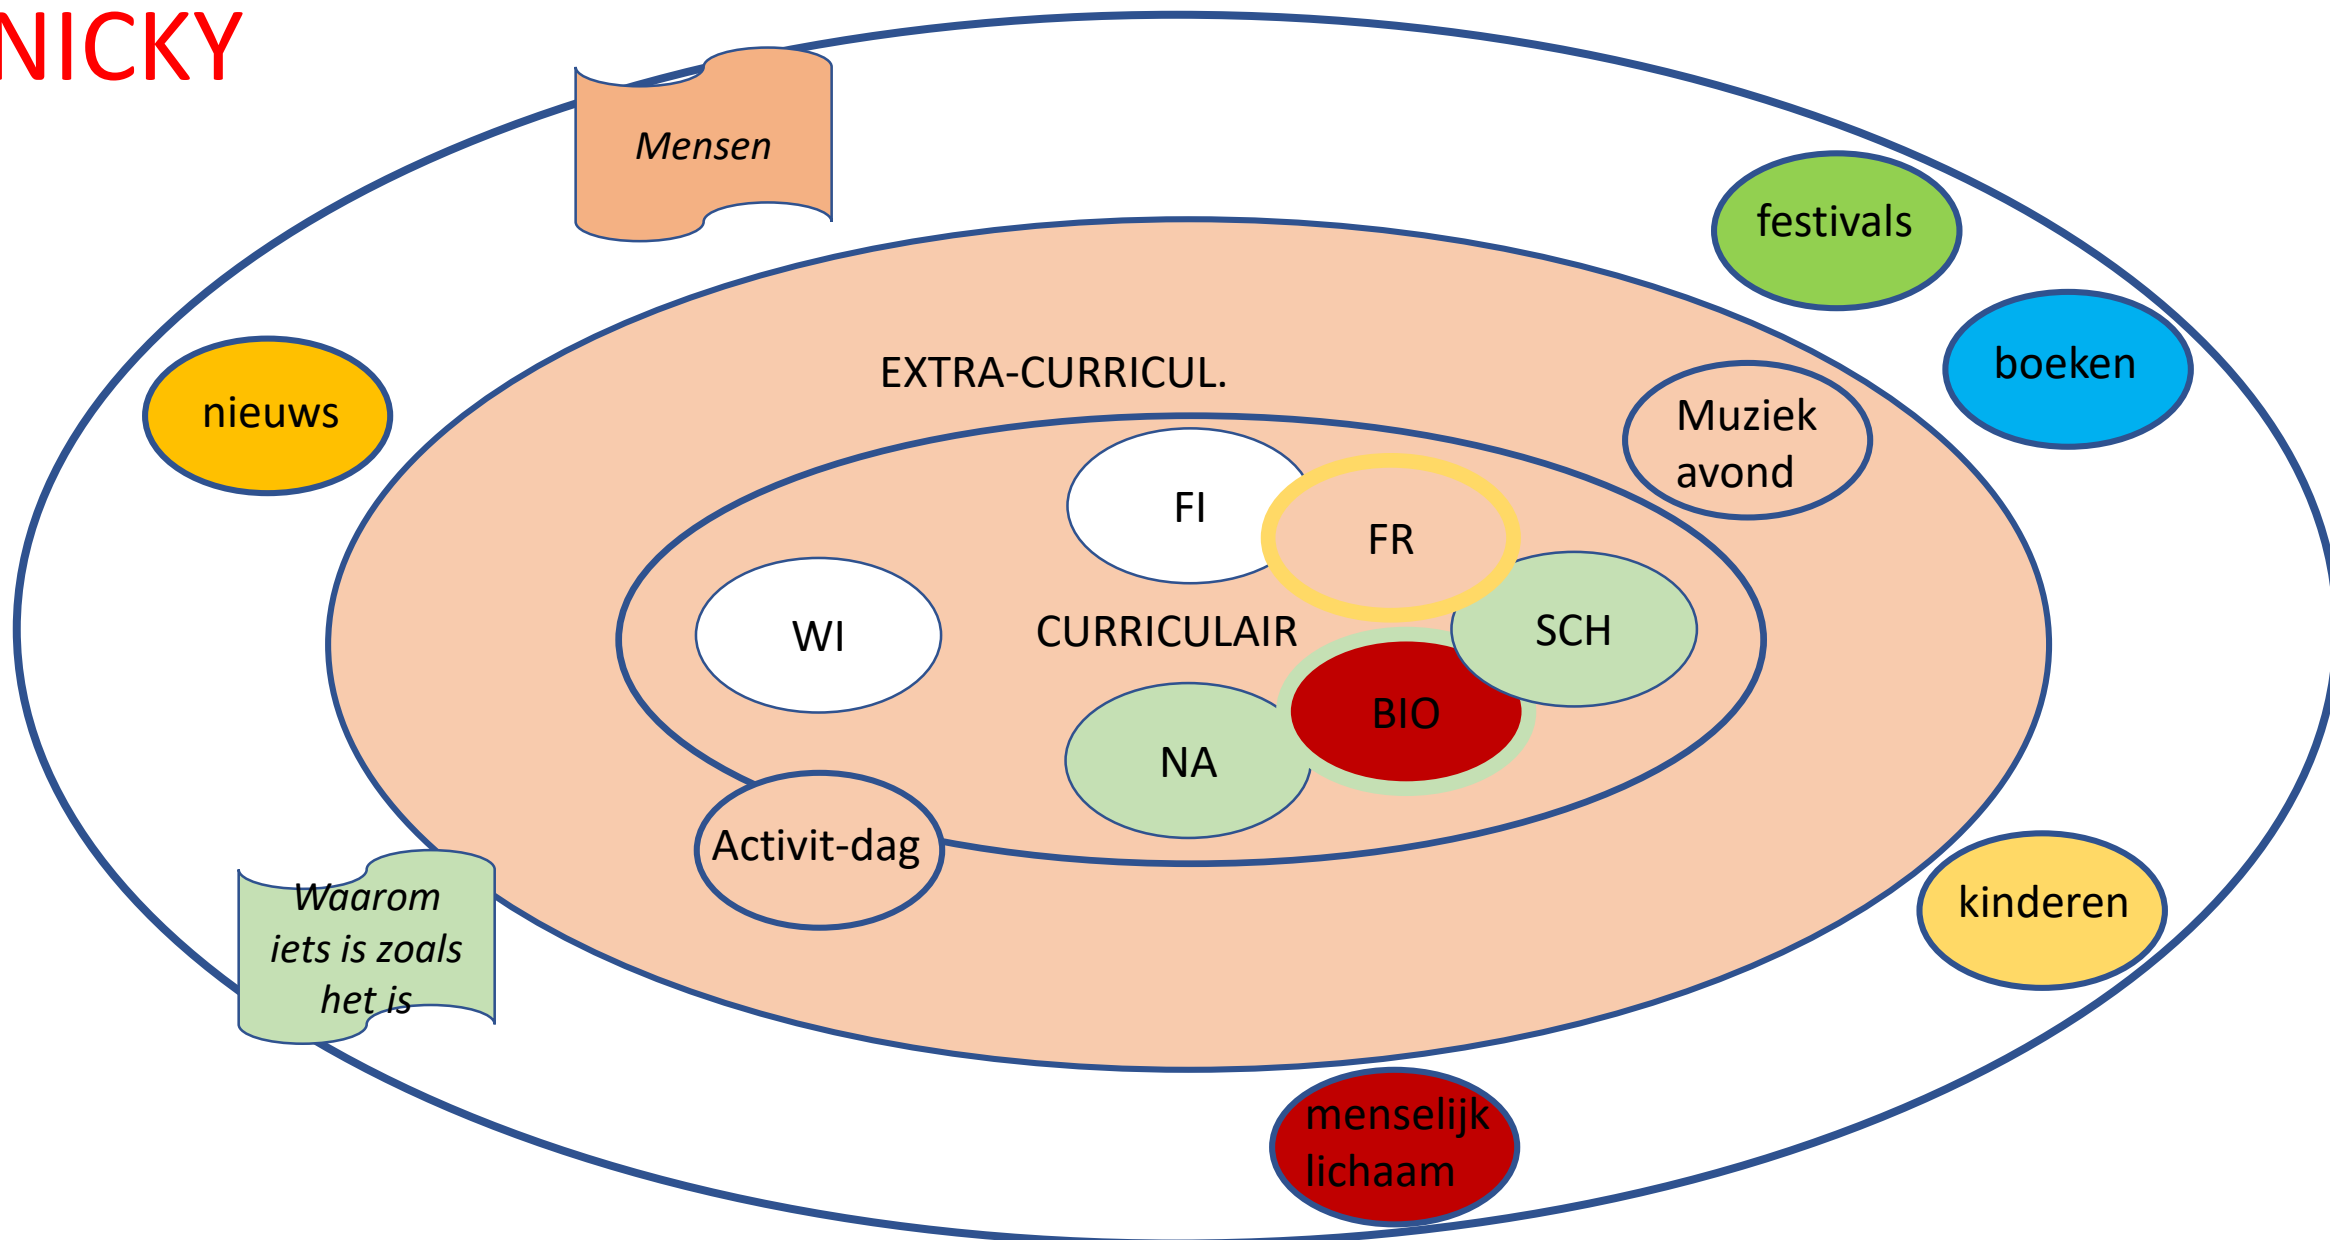 NICKY
Mensen
festivals
boeken
nieuws
EXTRA-CURRICUL.
Muziek
avond
FI
FR
WI
CURRICULAIR
SCH
BIO
NA
Activit-dag
Waarom
iets is zoals
het is
kinderen
menselijk
lichaam